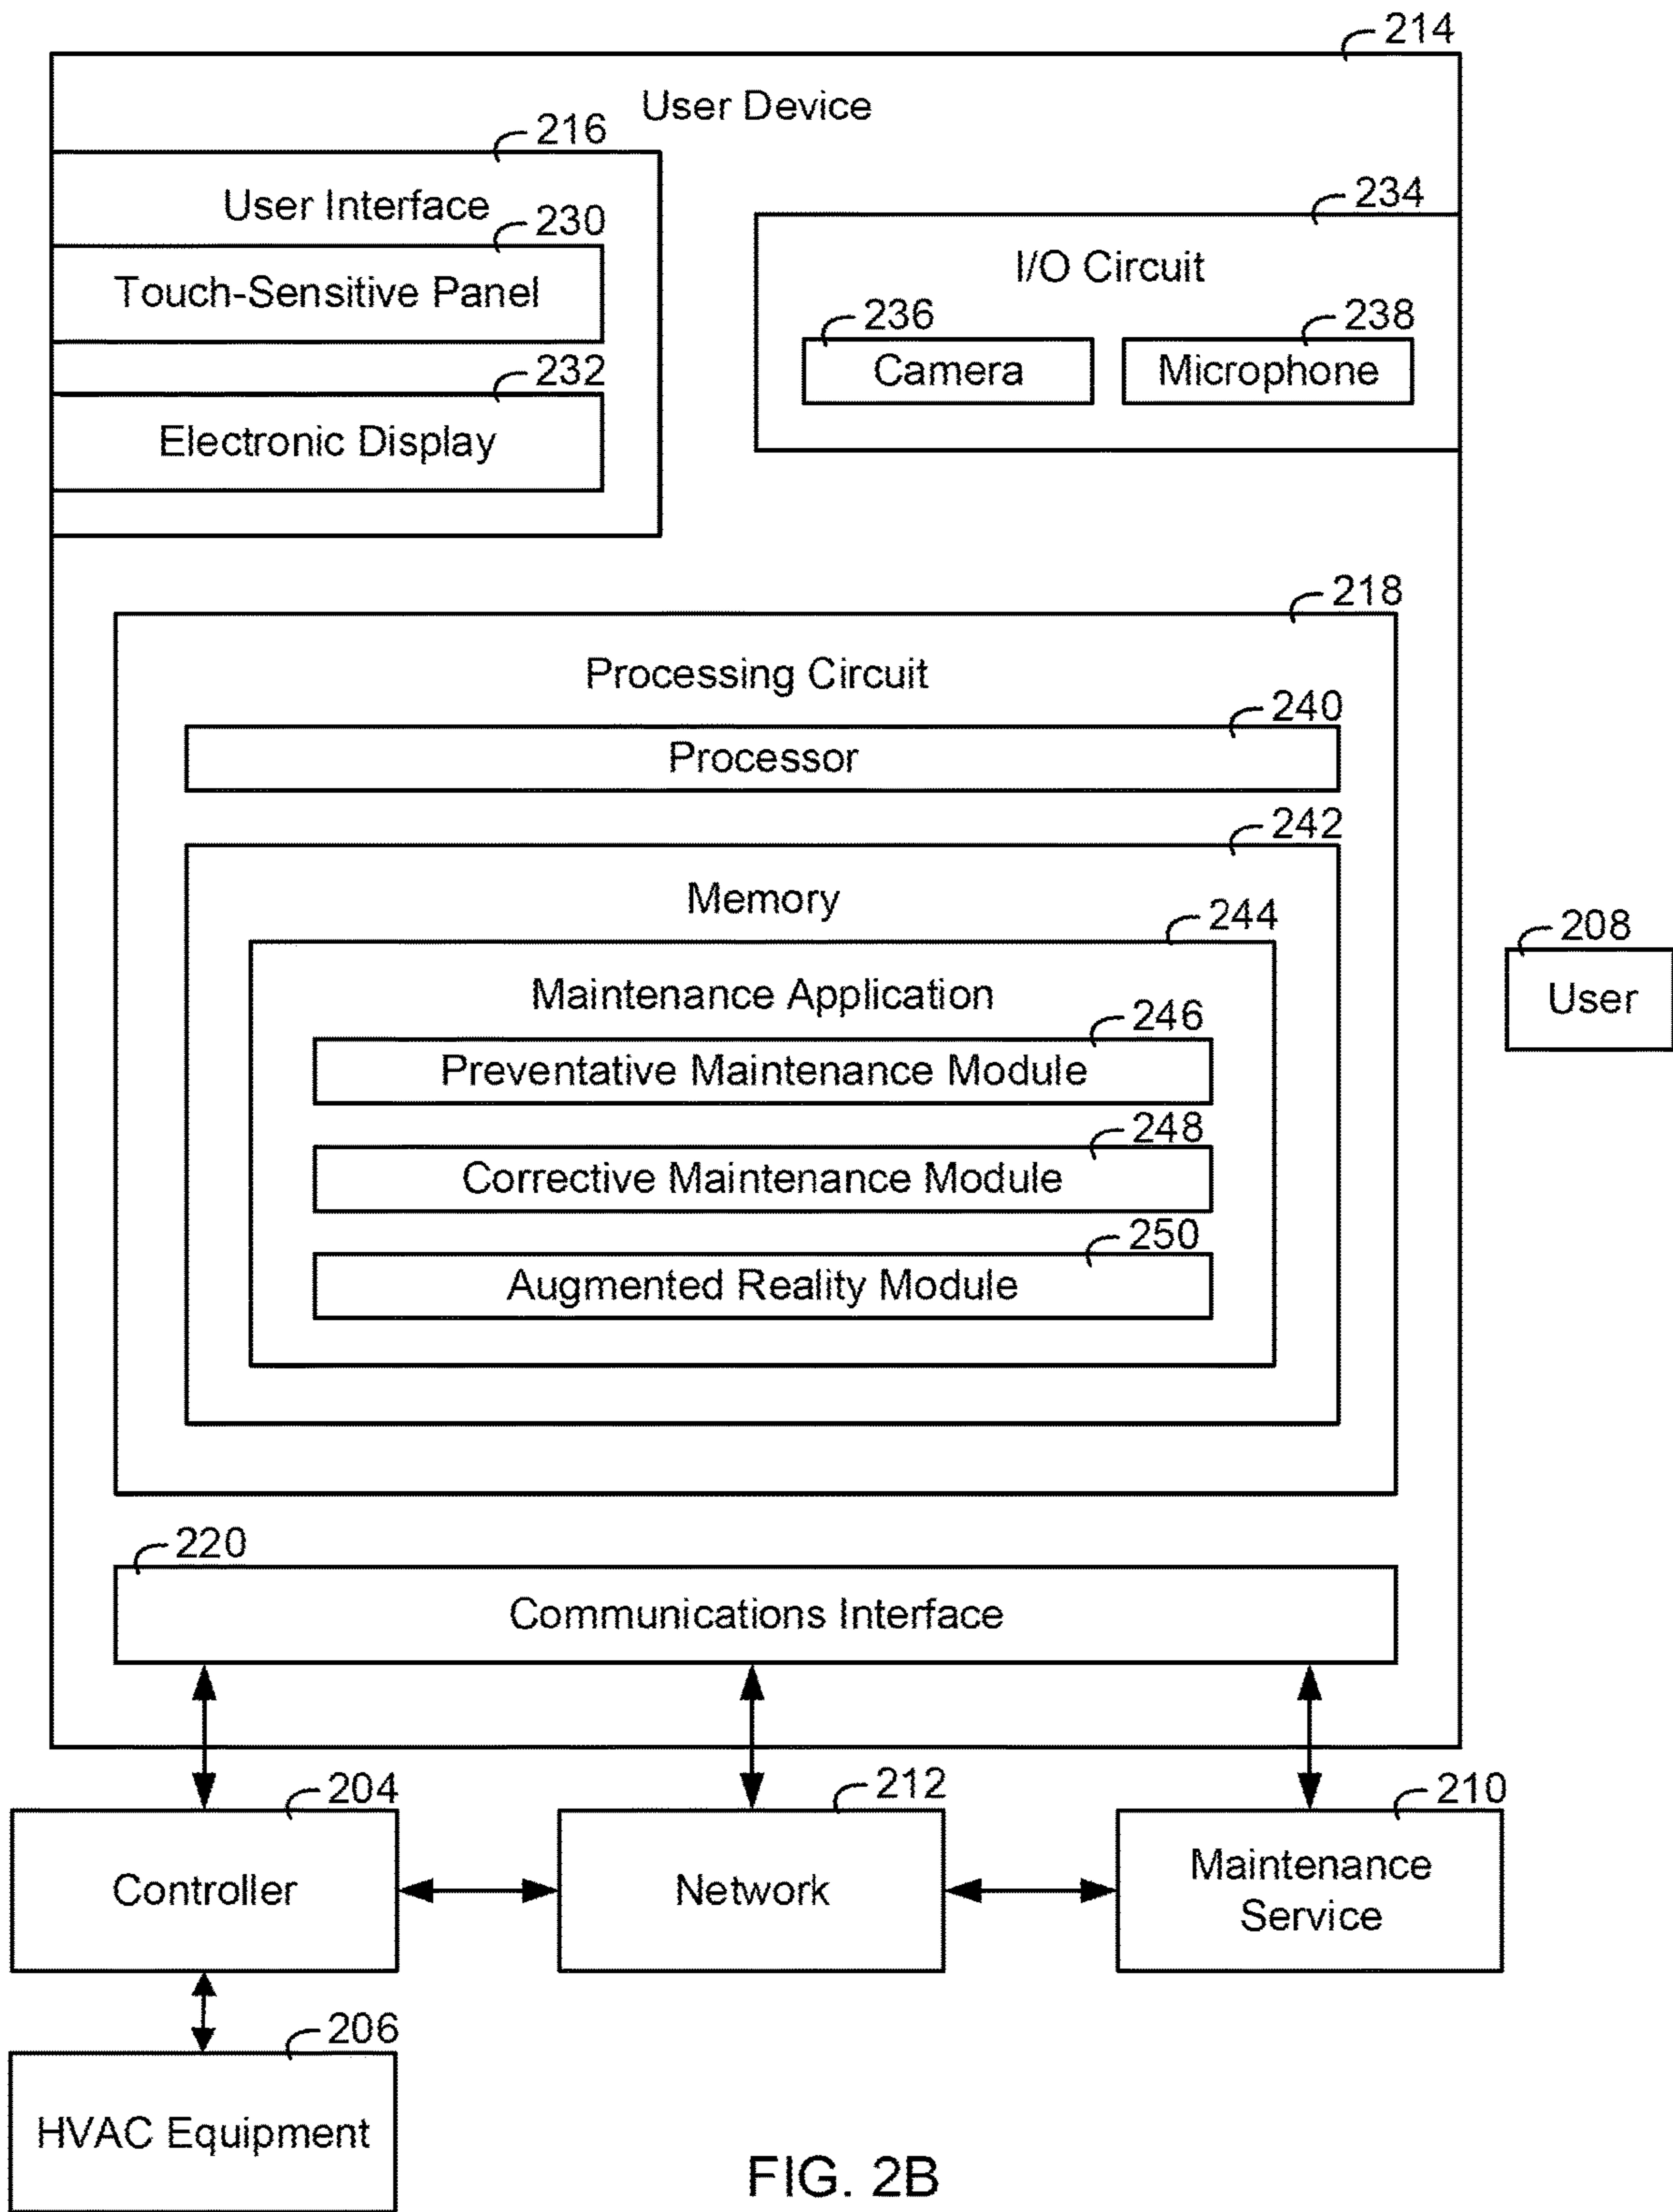 214
User Device
216
User Interface
234
230
I/O Circuit
Touch-Sensitive Panel
236
238
Camera
Microphone
232
Electronic Display
218
Processing Circuit
240
Processor
242
Memory
244
208
Maintenance Application
User
246
Preventative Maintenance Module
248
Corrective Maintenance Module
250
Augmented Reality Module
220
Communications Interface
204
212
210
Controller
Network
Maintenance
Service
206
HVAC Equipment
FIG. 2B